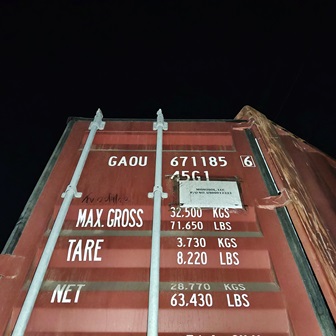 GAOU 671185 6
45G1
MAX.GROSS 32.500 KGS
71.650 LBS
TARE 3.730 KGS
8.220 LBS
NET 28.770 KGS
63.430 LBS